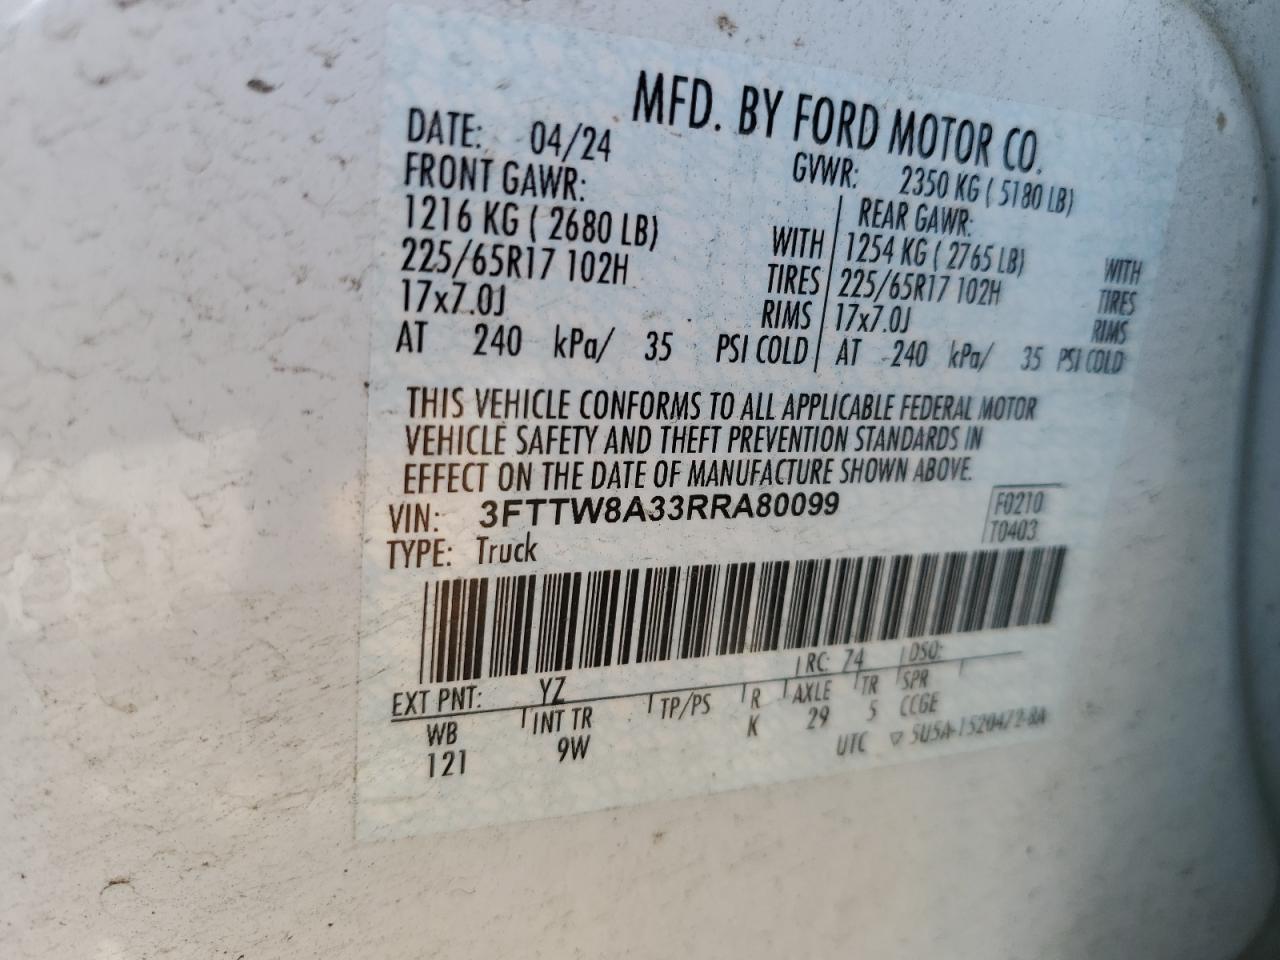 MFD. BY FORD MOTOR CO.
DATE: 04/24
GVWR: 2350 KG ( 5180 LB)
FRONT GAWR:
1216 KG ( 2680 LB) WITH
225/65R17 102H TIRES
17x7.0J RIMS
AT 240 kPa/ 35 PSI COLD
REAR GAWR:
1254 KG ( 2765 LB) WITH
225/65R17 102H TIRES
17x7.0J RIMS
AT 240 kPa/ 35 PSI COLD
THIS VEHICLE CONFORMS TO ALL APPLICABLE FEDERAL MOTOR
VEHICLE SAFETY AND THEFT PREVENTION STANDARDS IN
EFFECT ON THE DATE OF MANUFACTURE SHOWN ABOVE.
VIN: 3FTTW8A33RRA80099
TYPE: Truck
F0210
T0403
EXT PNT: YZ RC: 74 DSO:
WB INT TR TP/PS R AXLE TR SPR
121 9W K 29 5 CCGE
UTC